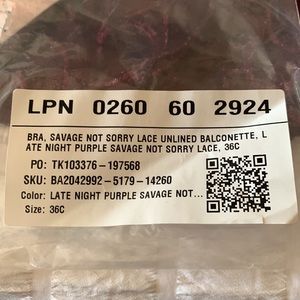 LPN 0260 60 2924
BRA, SAVAGE NOT SORRY LACE UNLINED BALCONETTE, L
ATE NIGHT PURPLE SAVAGE NOT SORRY LACE, 36C
PO: TK103376-197568
SKU: BA2042992-5179-14260
Color: LATE NIGHT PURPLE SAVAGE NOT...
Size: 36C